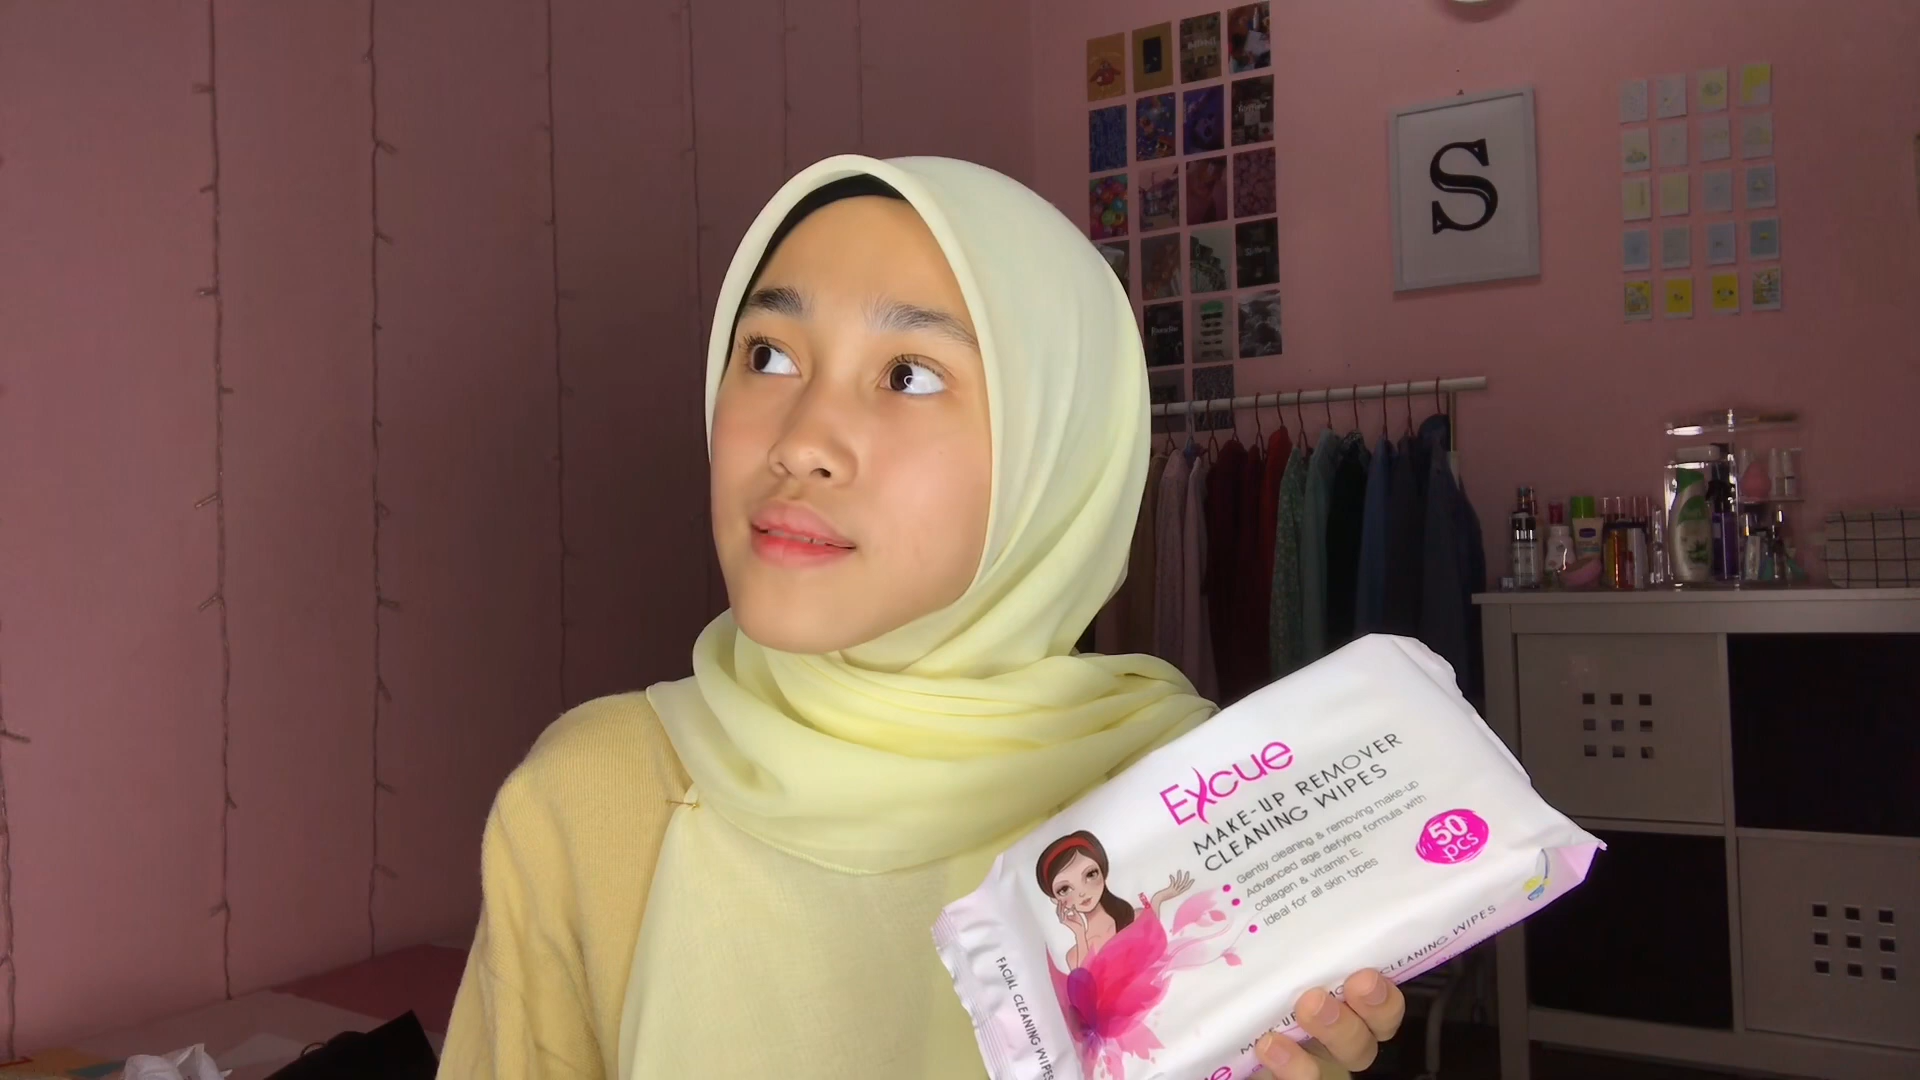 S
Excue
MAKE-UP REMOVER
CLEANING WIPES
Gently cleaning & removing make-up
Advanced age defying formula with
collagen & vitamin E.
Ideal for all skin types
50
pcs
FACIAL CLEANING WIPES
CLEANING WIPES